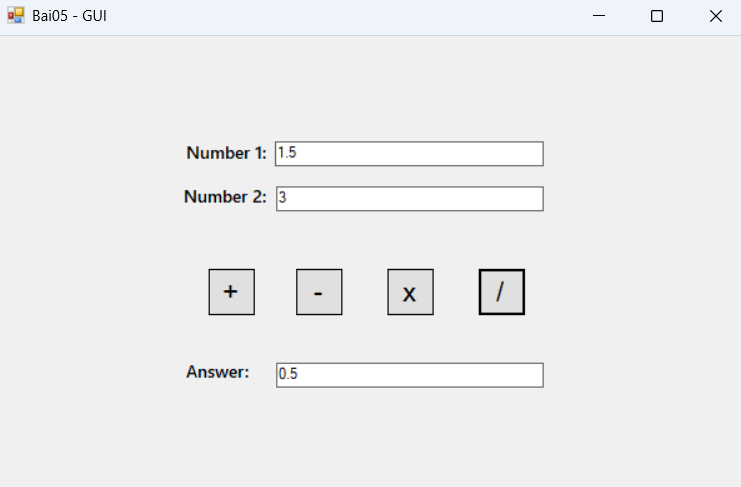 Bai05 - GUI
Number 1: 1.5
Number 2: 3
+ - x /
Answer: 0.5